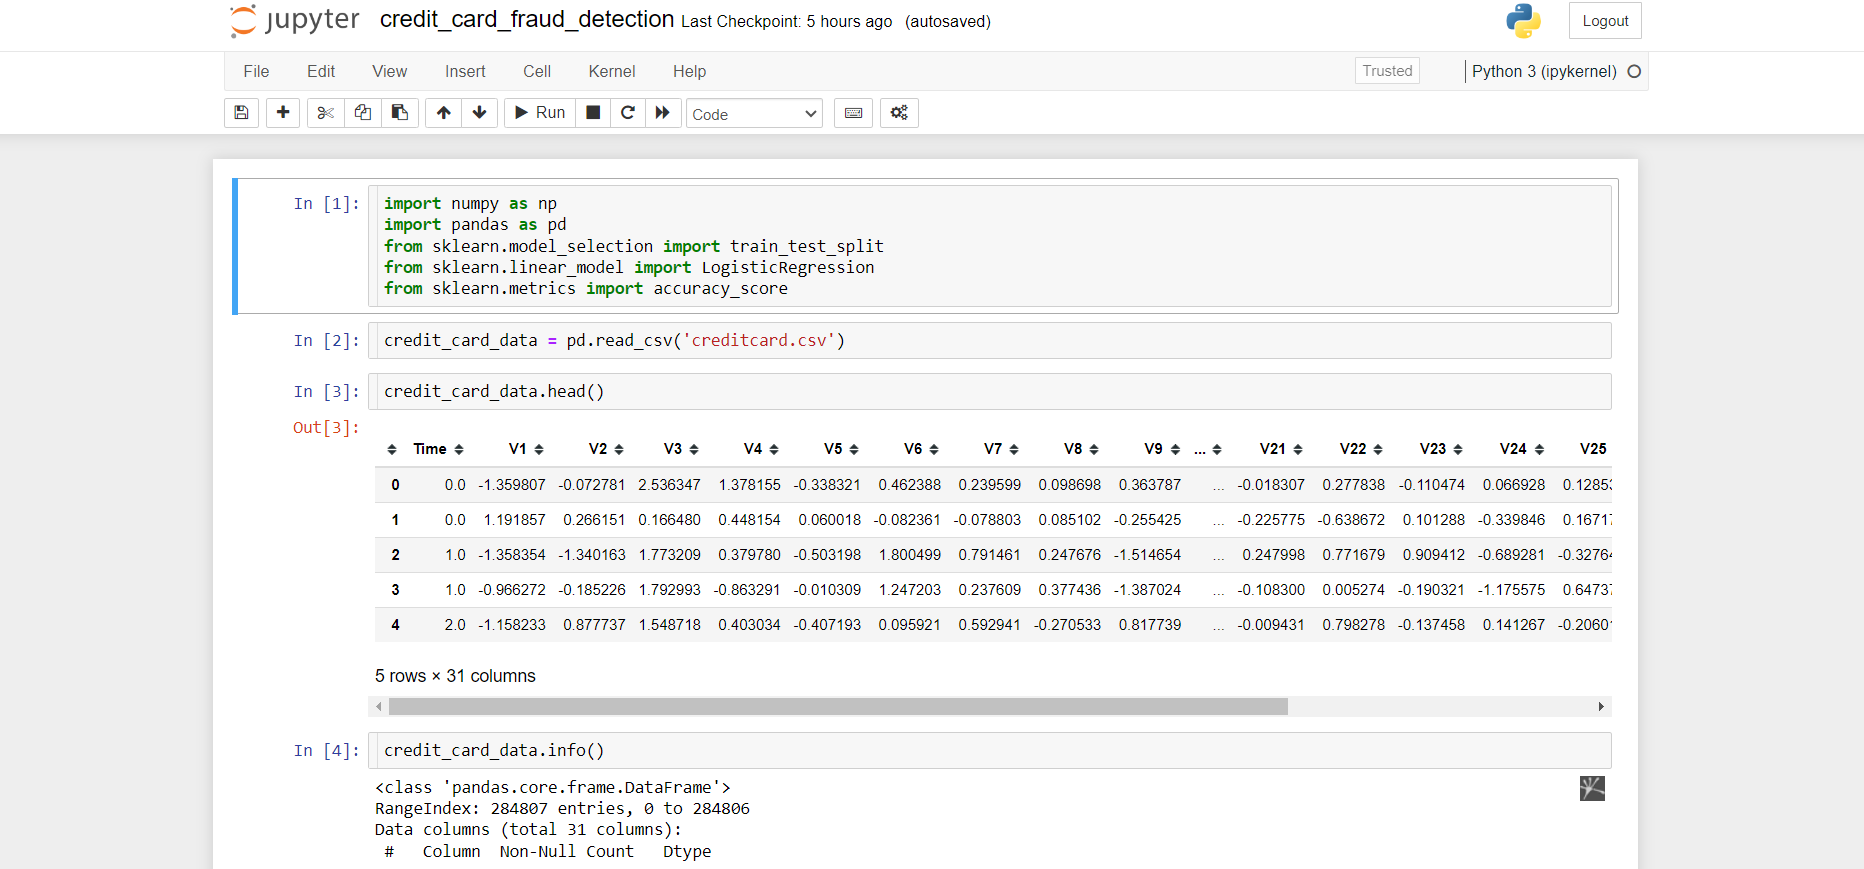 jupyter credit_card_fraud_detection Last Checkpoint: 5 hours ago (autosaved) Logout
File Edit View Insert Cell Kernel Help Trusted Python 3 (ipykernel)
Run Code
In [1]: import numpy as np
import pandas as pd
from sklearn.model_selection import train_test_split
from sklearn.linear_model import LogisticRegression
from sklearn.metrics import accuracy_score
In [2]: credit_card_data = pd.read_csv('creditcard.csv')
In [3]: credit_card_data.head()
Out[3]:
Time V1 V2 V3 V4 V5 V6 V7 V8 V9 ... V21 V22 V23 V24 V25
0 0.0 -1.359807 -0.072781 2.536347 1.378155 -0.338321 0.462388 0.239599 0.098698 0.363787 ... -0.018307 0.277838 -0.110474 0.066928 0.1285
1 0.0 1.191857 0.266151 0.166480 0.448154 0.060018 -0.082361 -0.078803 0.085102 -0.255425 ... -0.225775 -0.638672 0.101288 -0.339846 0.1671
2 1.0 -1.358354 -1.340163 1.773209 0.379780 -0.503198 1.800499 0.791461 0.247676 -1.514654 ... 0.247998 0.771679 0.909412 -0.689281 -0.3276
3 1.0 -0.966272 -0.185226 1.792993 -0.863291 -0.010309 1.247203 0.237609 0.377436 -1.387024 ... -0.108300 0.005274 -0.190321 -1.175575 0.6473
4 2.0 -1.158233 0.877737 1.548718 0.403034 -0.407193 0.095921 0.592941 -0.270533 0.817739 ... -0.009431 0.798278 -0.137458 0.141267 -0.2060
5 rows × 31 columns
In [4]: credit_card_data.info()
<class 'pandas.core.frame.DataFrame'>
RangeIndex: 284807 entries, 0 to 284806
Data columns (total 31 columns):
# Column Non-Null Count Dtype